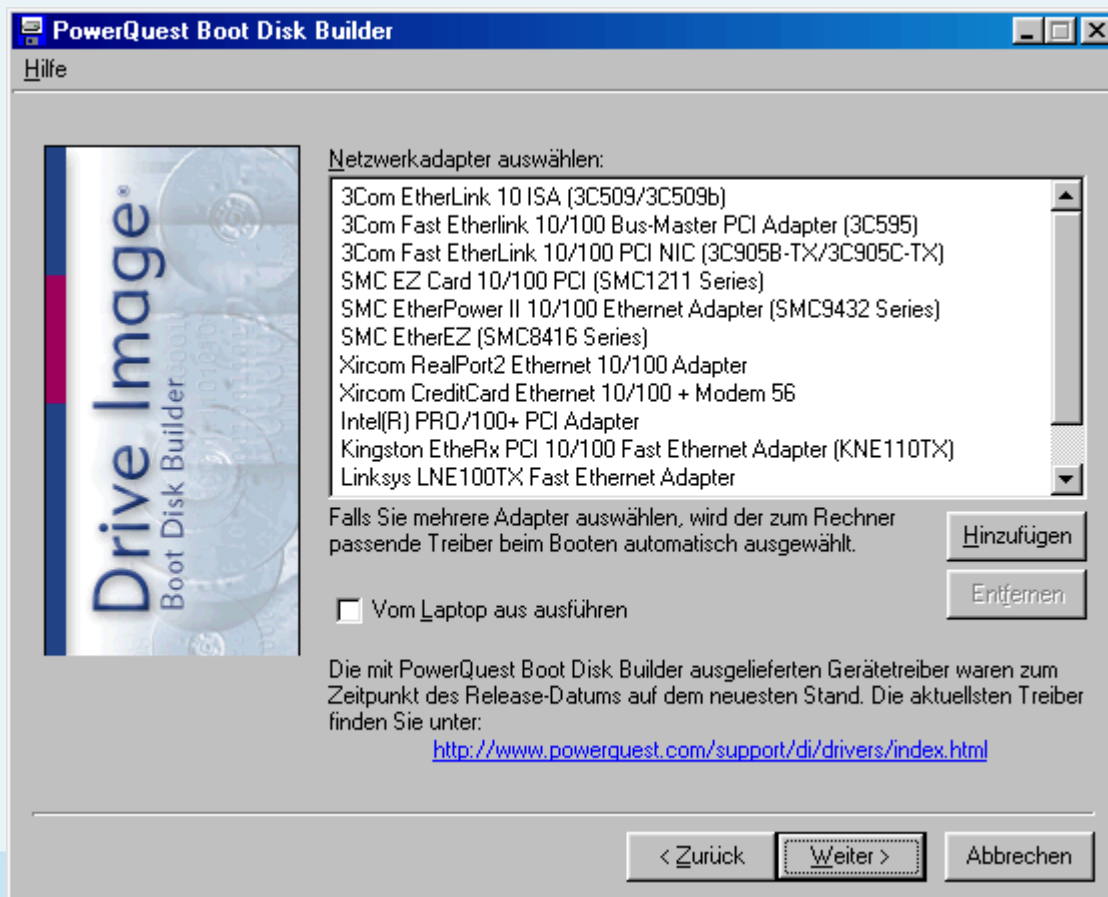 PowerQuest Boot Disk Builder
Hilfe
Drive Image®
Boot Disk Builder
Netzwerkadapter auswählen:
3Com EtherLink 10 ISA (3C509/3C509b)
3Com Fast Etherlink 10/100 Bus-Master PCI Adapter (3C595)
3Com Fast EtherLink 10/100 PCI NIC (3C905B-TX/3C905C-TX)
SMC EZ Card 10/100 PCI (SMC1211 Series)
SMC EtherPower II 10/100 Ethernet Adapter (SMC9432 Series)
SMC EtherEZ (SMC8416 Series)
Xircom RealPort2 Ethernet 10/100 Adapter
Xircom CreditCard Ethernet 10/100 + Modem 56
Intel(R) PRO/100+ PCI Adapter
Kingston EtheRx PCI 10/100 Fast Ethernet Adapter (KNE110TX)
Linksys LNE100TX Fast Ethernet Adapter
Falls Sie mehrere Adapter auswählen, wird der zum Rechner
passende Treiber beim Booten automatisch ausgewählt.
Hinzufügen
Entfernen
Vom Laptop aus ausführen
Die mit PowerQuest Boot Disk Builder ausgelieferten Gerätetreiber waren zum
Zeitpunkt des Release-Datums auf dem neuesten Stand. Die aktuellsten Treiber
finden Sie unter:
http://www.powerquest.com/support/di/drivers/index.html
< Zurück
Weiter >
Abbrechen